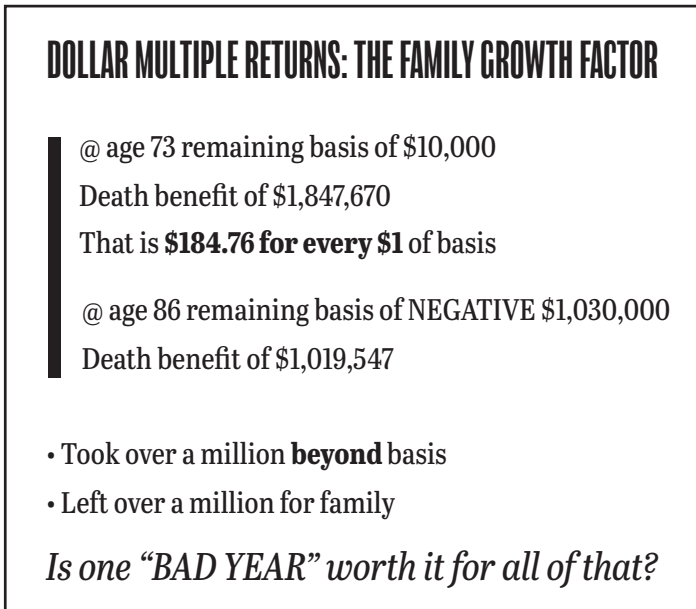 DOLLAR MULTIPLE RETURNS: THE FAMILY GROWTH FACTOR
@ age 73 remaining basis of $10,000
Death benefit of $1,847,670
That is $184.76 for every $1 of basis
@ age 86 remaining basis of NEGATIVE $1,030,000
Death benefit of $1,019,547
• Took over a million beyond basis
• Left over a million for family
Is one “BAD YEAR” worth it for all of that?